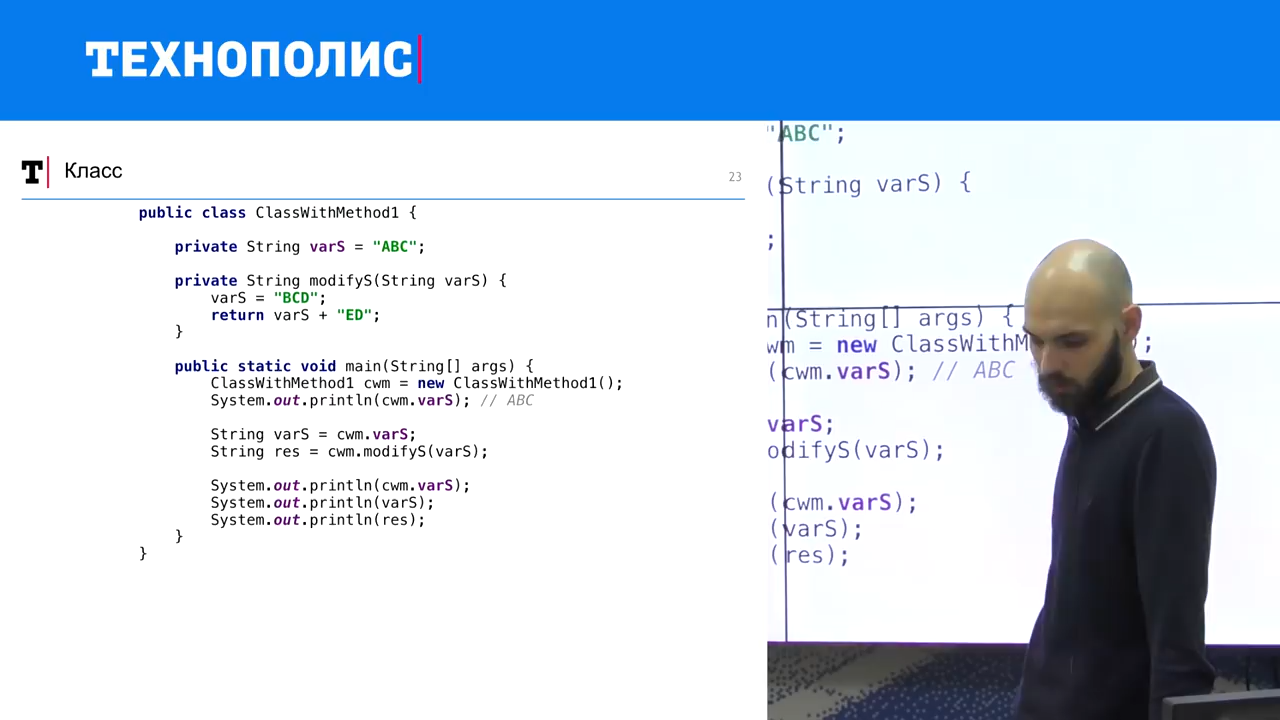 ТЕХНОПОЛИС
Т Класс
23
public class ClassWithMethod1 {
private String varS = "ABC";
private String modifyS(String varS) {
varS = "BCD";
return varS + "ED";
}
public static void main(String[] args) {
ClassWithMethod1 cwm = new ClassWithMethod1();
System.out.println(cwm.varS); // ABC
String varS = cwm.varS;
String res = cwm.modifyS(varS);
System.out.println(cwm.varS);
System.out.println(varS);
System.out.println(res);
}
}
"ABC";
(String varS) {
;
n(String[] args) {
wm = new ClassWithM );
(cwm.varS); // ABC
varS;
odifyS(varS);
(cwm.varS);
(varS);
(res);